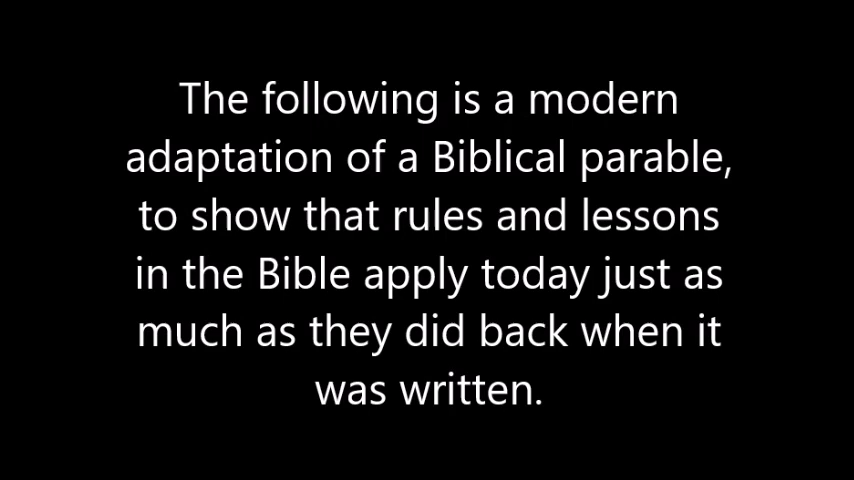 The following is a modern
adaptation of a Biblical parable,
to show that rules and lessons
in the Bible apply today just as
much as they did back when it
was written.